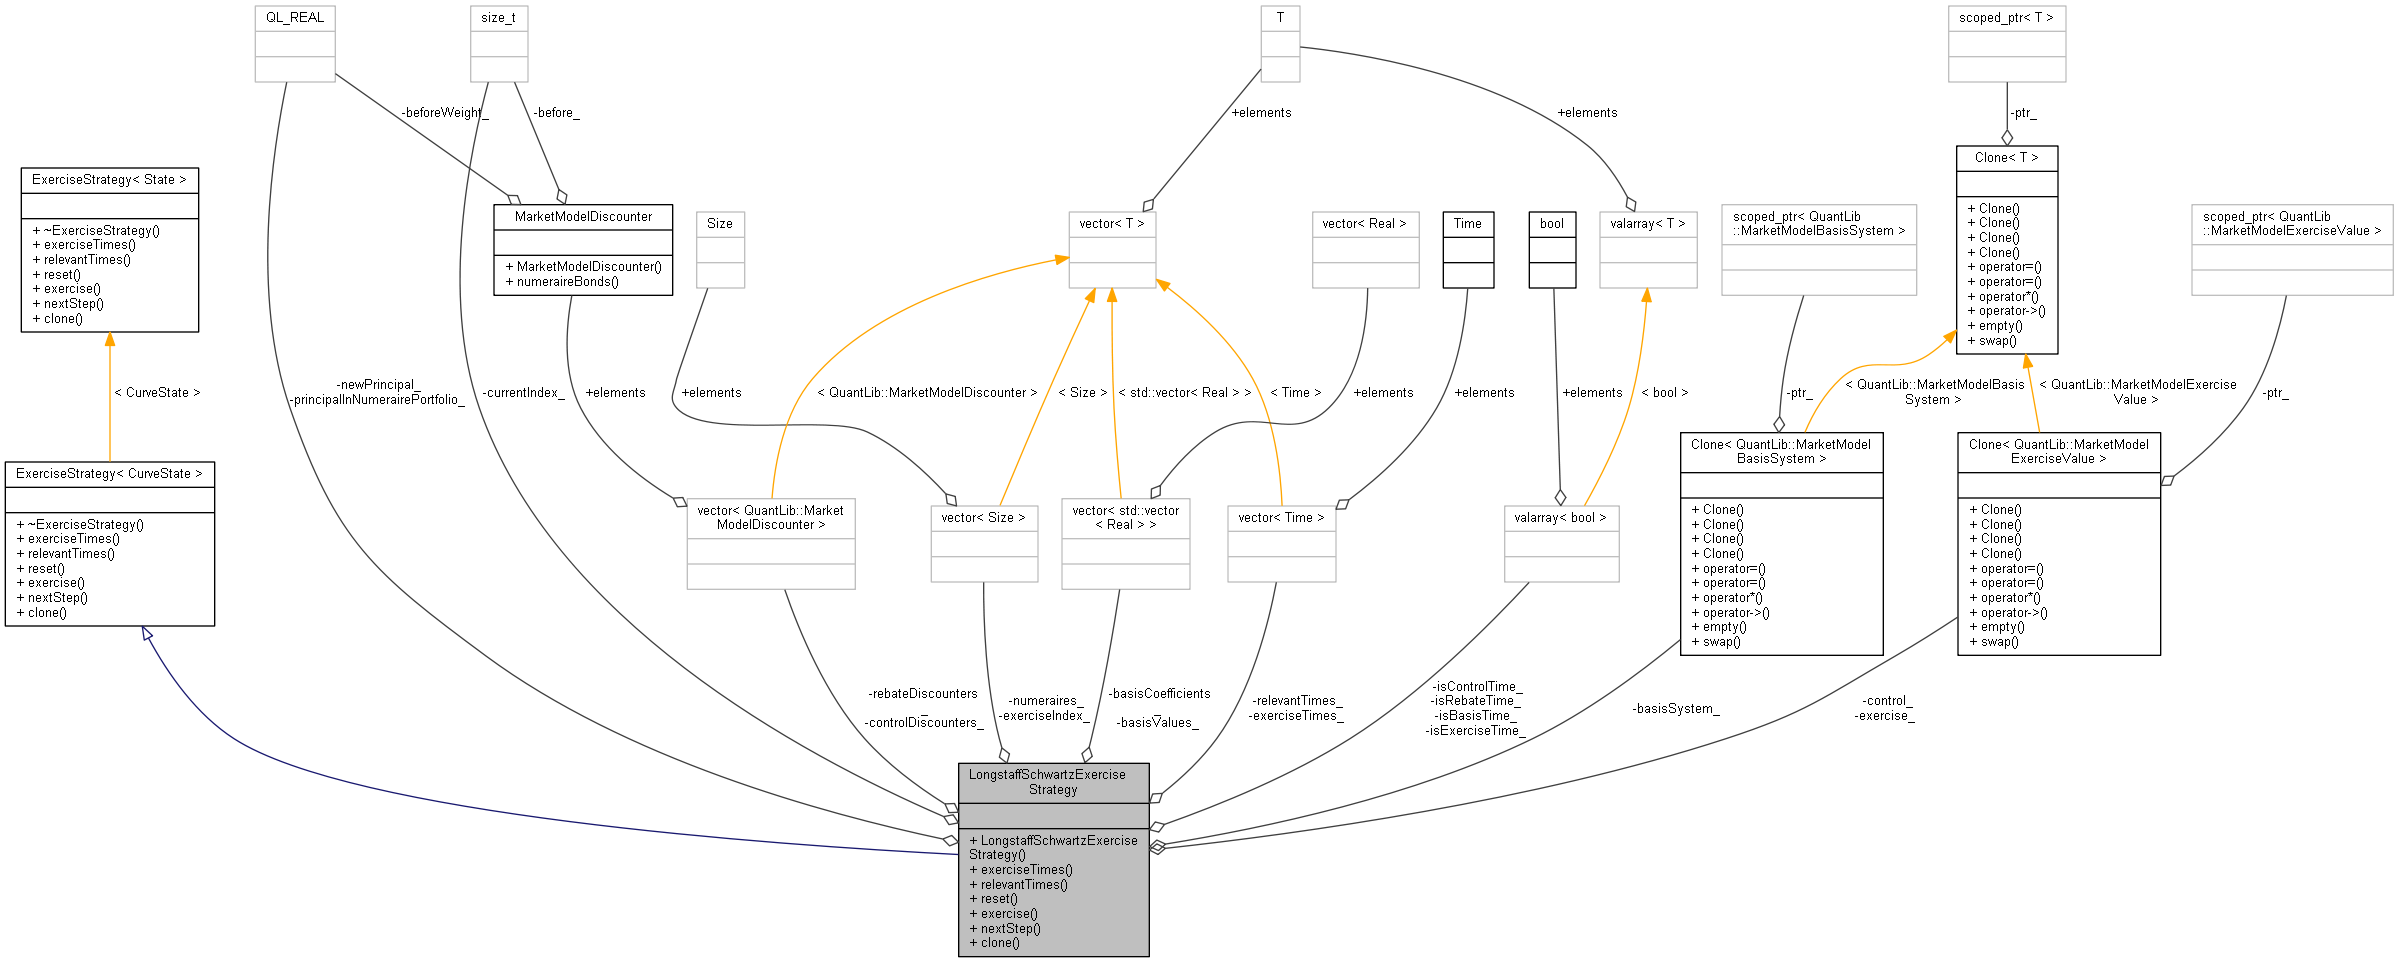 QL_REAL
size_t
T
scoped_ptr< T >
-beforeWeight_
-before_
+elements
+elements
-ptr_
ExerciseStrategy< State >
+ ~ExerciseStrategy()
+ exerciseTimes()
+ relevantTimes()
+ reset()
+ exercise()
+ nextStep()
+ clone()
MarketModelDiscounter
+ MarketModelDiscounter()
+ numeraireBonds()
Size
vector< T >
vector< Real >
Time
bool
valarray< T >
scoped_ptr< QuantLib
::MarketModelBasisSystem >
Clone< T >
+ Clone()
+ Clone()
+ Clone()
+ Clone()
+ operator=()
+ operator=()
+ operator*()
+ operator->()
+ empty()
+ swap()
scoped_ptr< QuantLib
::MarketModelExerciseValue >
< CurveState >
-newPrincipal_
-principalInNumerairePortfolio_
-currentIndex_
+elements
+elements
< QuantLib::MarketModelDiscounter >
< Size >
< std::vector< Real > >
< Time >
+elements
+elements
+elements
< bool >
-ptr_
< QuantLib::MarketModelBasis
System >
< QuantLib::MarketModelExercise
Value >
-ptr_
ExerciseStrategy< CurveState >
+ ~ExerciseStrategy()
+ exerciseTimes()
+ relevantTimes()
+ reset()
+ exercise()
+ nextStep()
+ clone()
vector< QuantLib::Market
ModelDiscounter >
vector< Size >
vector< std::vector
< Real > >
vector< Time >
valarray< bool >
Clone< QuantLib::MarketModel
BasisSystem >
+ Clone()
+ Clone()
+ Clone()
+ Clone()
+ operator=()
+ operator=()
+ operator*()
+ operator->()
+ empty()
+ swap()
Clone< QuantLib::MarketModel
ExerciseValue >
+ Clone()
+ Clone()
+ Clone()
+ Clone()
+ operator=()
+ operator=()
+ operator*()
+ operator->()
+ empty()
+ swap()
-rebateDiscounters
_
-controlDiscounters_
-numeraires_
-exerciseIndex_
-basisCoefficients
_
-basisValues_
-relevantTimes_
-exerciseTimes_
-isControlTime_
-isRebateTime_
-isBasisTime_
-isExerciseTime_
-basisSystem_
-control_
-exercise_
LongstaffSchwartzExercise
Strategy
+ LongstaffSchwartzExercise
Strategy()
+ exerciseTimes()
+ relevantTimes()
+ reset()
+ exercise()
+ nextStep()
+ clone()